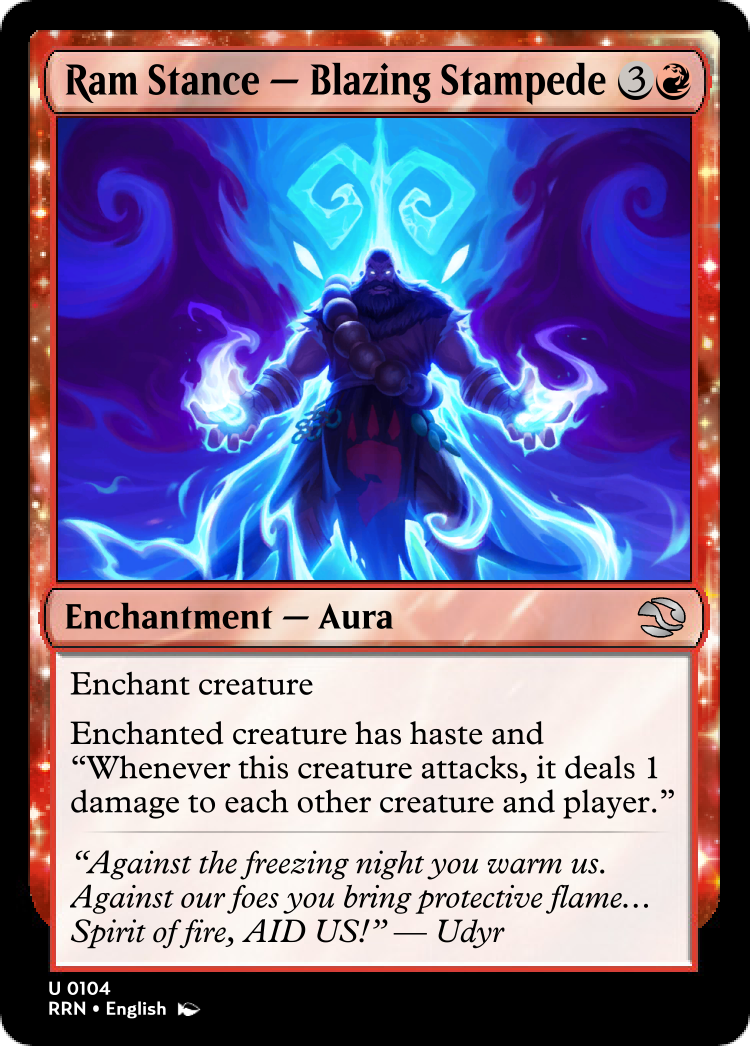 Ram Stance — Blazing Stampede 3
Enchantment — Aura
Enchant creature
Enchanted creature has haste and
“Whenever this creature attacks, it deals 1
damage to each other creature and player.”
“Against the freezing night you warm us.
Against our foes you bring protective flame…
Spirit of fire, AID US!” — Udyr
U 0104
RRN • English